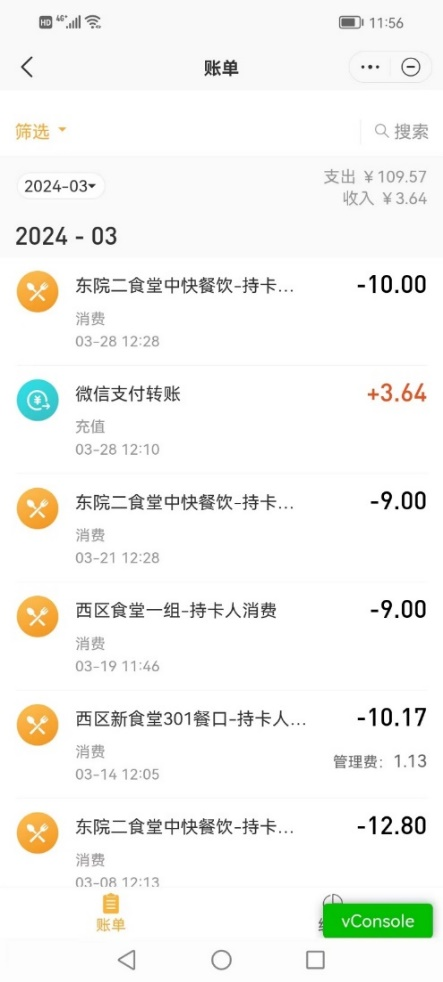 HD 4G 11:56
账单
筛选 搜索
2024-03 支出 ￥109.57
收入 ￥3.64
2024 - 03
东院二食堂中快餐饮-持卡... -10.00
消费
03-28 12:28
微信支付转账 +3.64
充值
03-28 12:10
东院二食堂中快餐饮-持卡... -9.00
消费
03-21 12:28
西区食堂一组-持卡人消费 -9.00
消费
03-19 11:46
西区新食堂301餐口-持卡人... -10.17
消费 管理费：1.13
03-14 12:05
东院二食堂中快餐饮-持卡... -12.80
消费
03-08 12:13
账单 vConsole